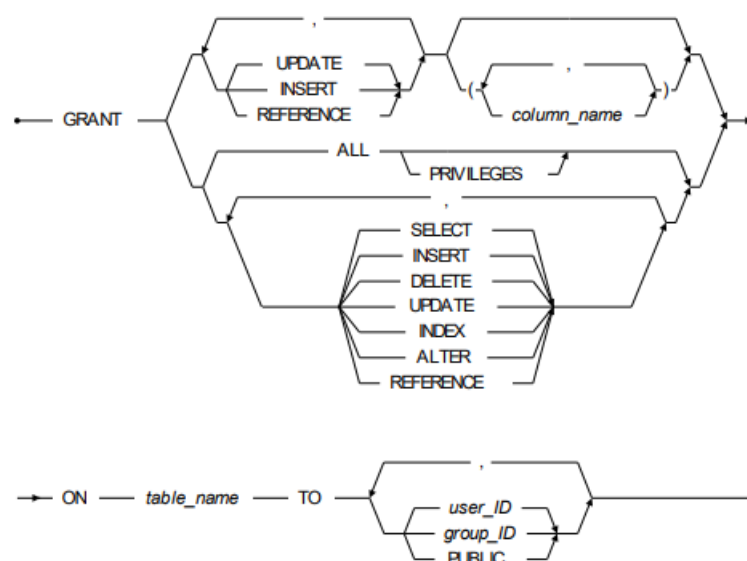 ,
UPDATE
INSERT
REFERENCE
( , )
column_name
GRANT
ALL
PRIVILEGES
,
SELECT
INSERT
DELETE
UPDATE
INDEX
ALTER
REFERENCE
,
ON table_name TO
user_ID
group_ID
PUBLIC